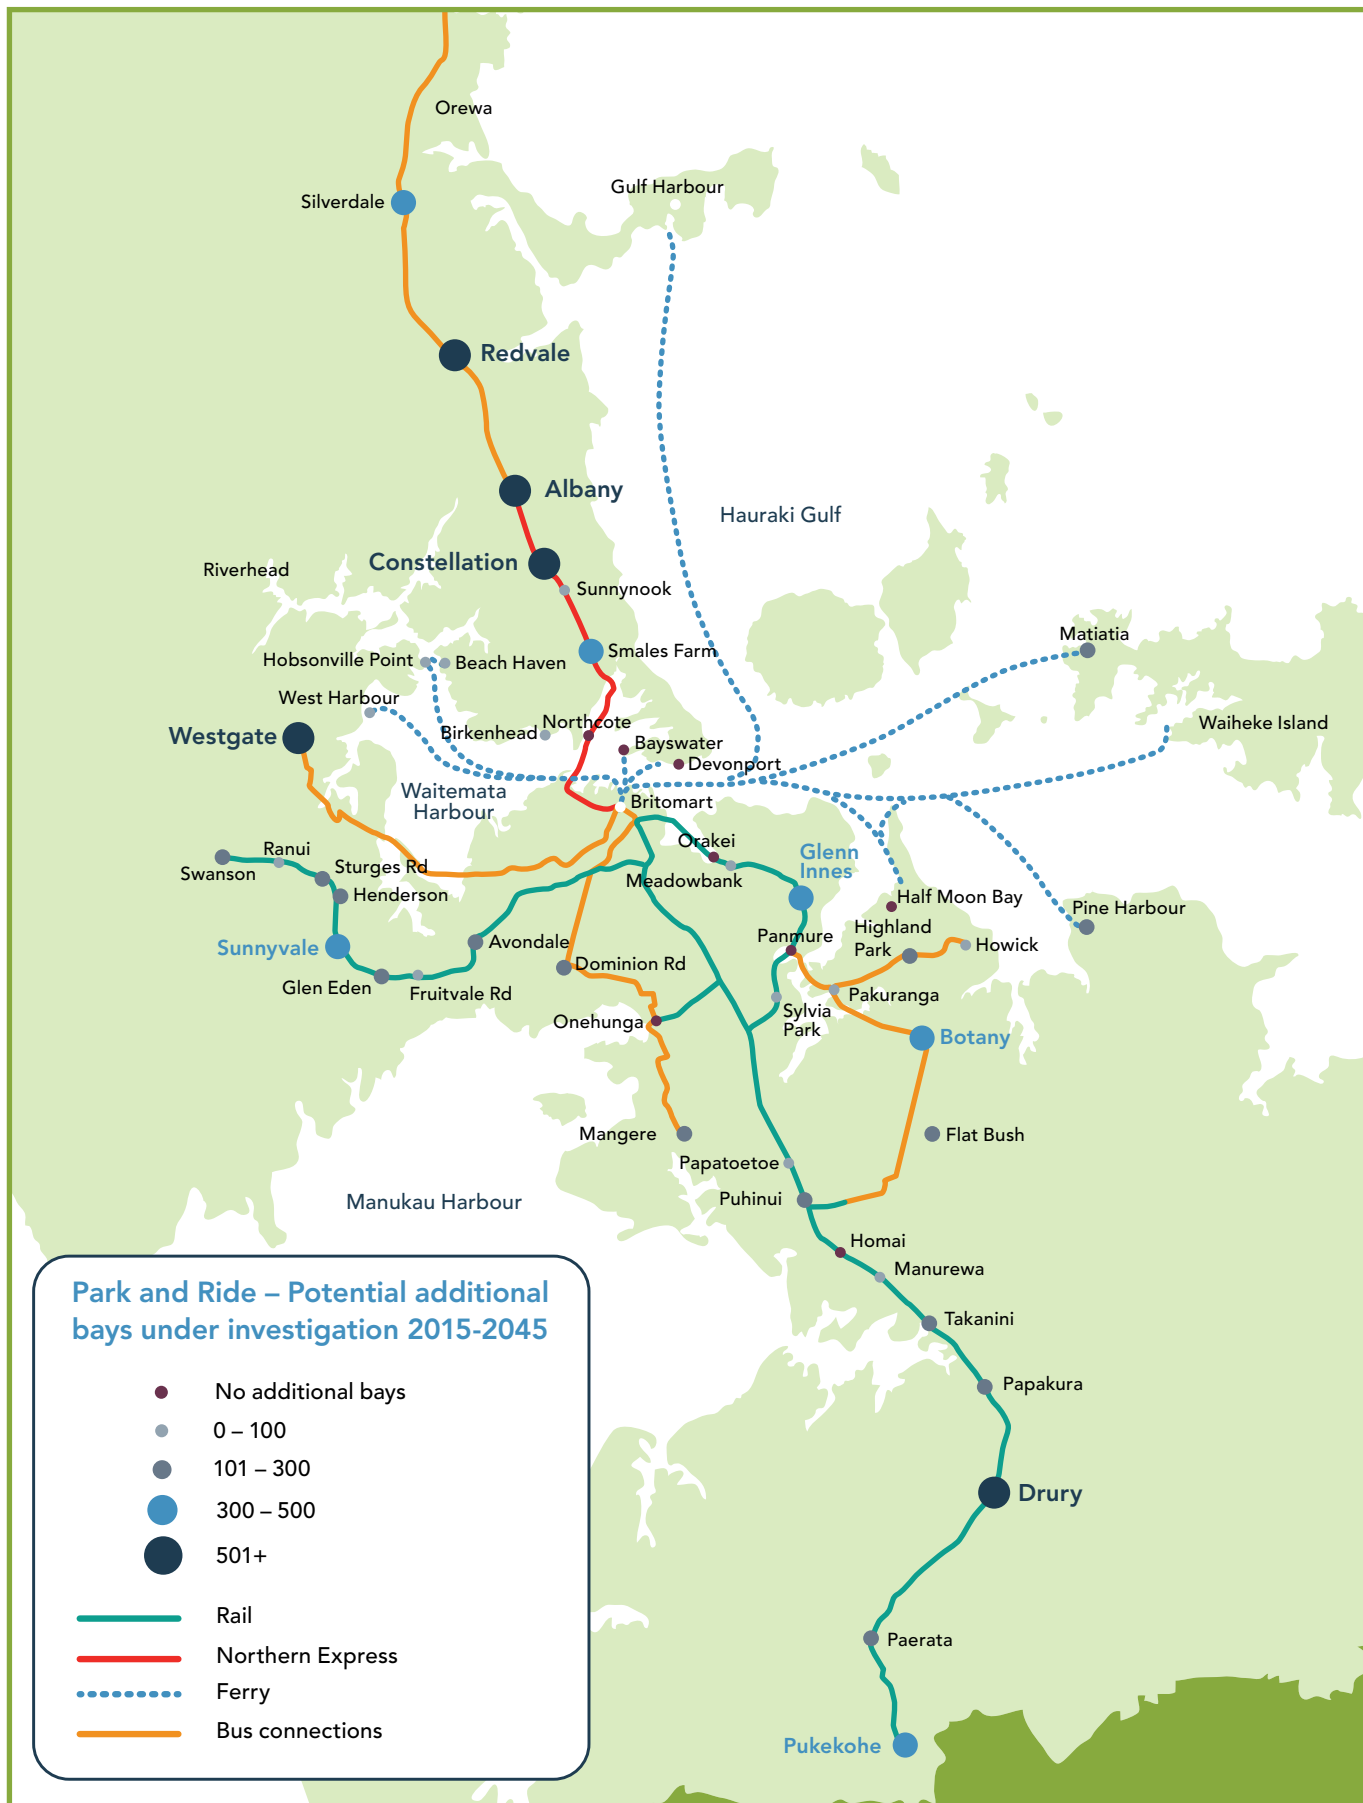 Orewa
Gulf Harbour
Silverdale
Redvale
Albany
Hauraki Gulf
Constellation
Riverhead
Sunnynook
Matiatia
Hobsonville Point
Beach Haven
Smales Farm
West Harbour
Northcote
Waiheke Island
Westgate
Birkenhead
Bayswater
Devonport
Waitemata
Harbour
Britomart
Orakei
Glenn
Innes
Ranui
Swanson
Sturges Rd
Meadowbank
Henderson
Half Moon Bay
Pine Harbour
Highland
Park
Panmure
Howick
Sunnyvale
Avondale
Dominion Rd
Glen Eden
Fruitvale Rd
Pakuranga
Sylvia
Park
Onehunga
Botany
Mangere
Flat Bush
Papatoetoe
Puhinui
Manukau Harbour
Homai
Manurewa
Takanini
Papakura
Drury
Paerata
Pukekohe
Park and Ride – Potential additional
bays under investigation 2015-2045
No additional bays
0 – 100
101 – 300
300 – 500
501+
Rail
Northern Express
Ferry
Bus connections